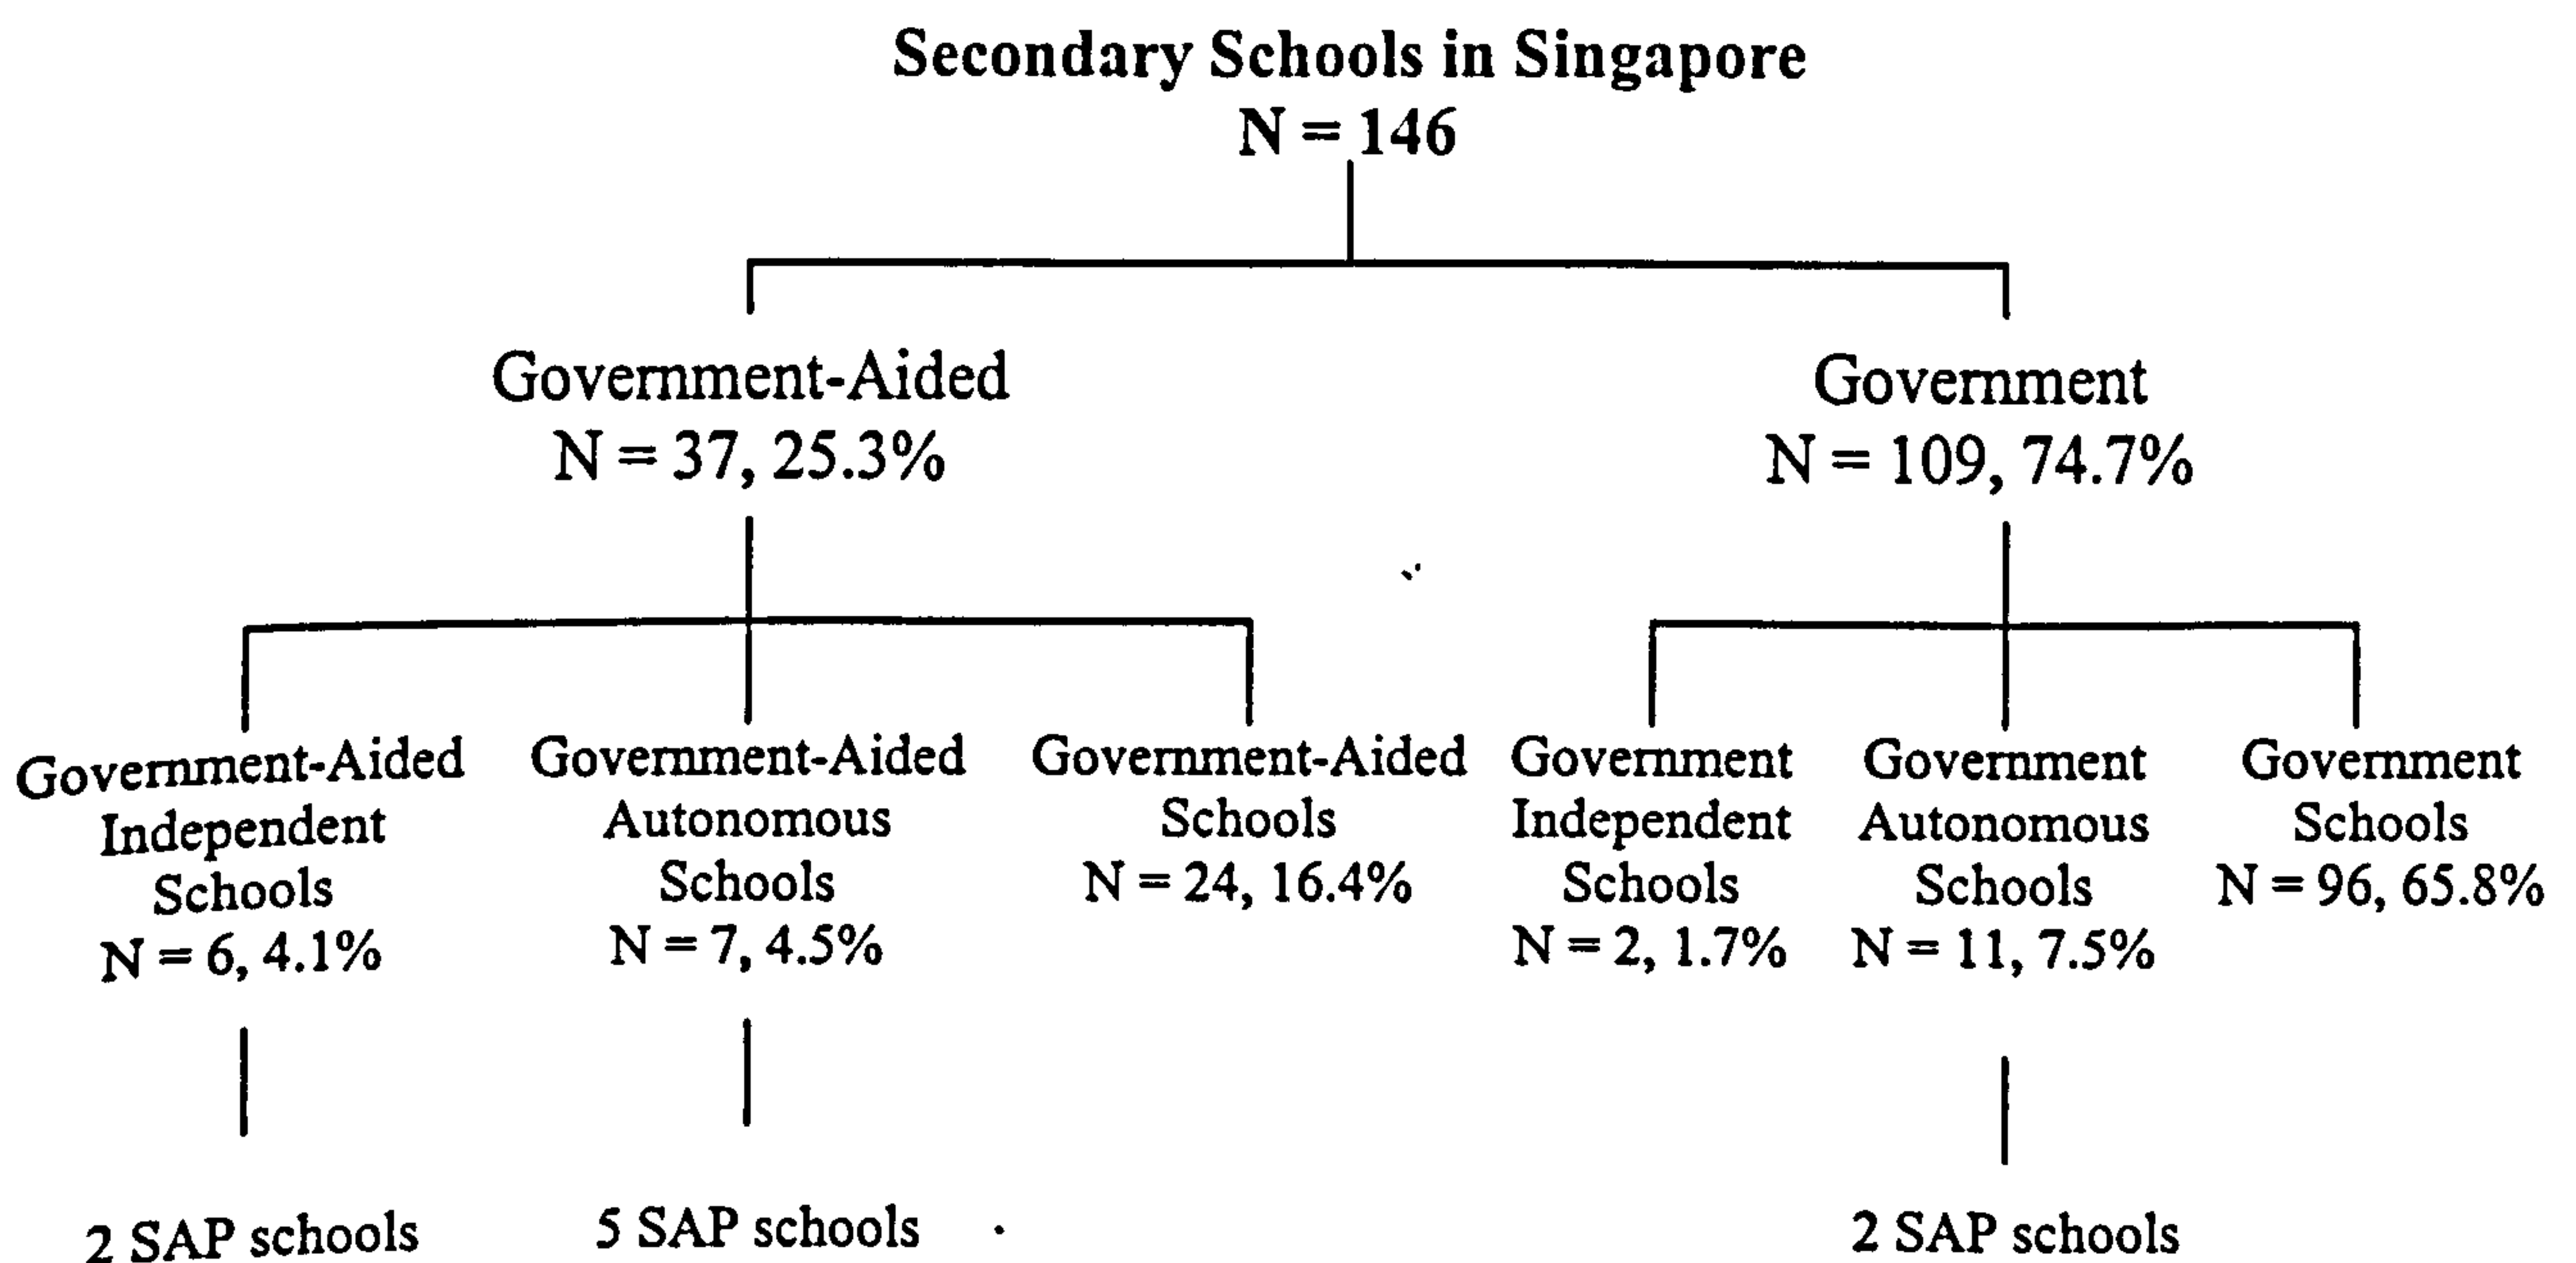 Secondary Schools in Singapore
N = 146
Government-Aided
N = 37, 25.3%
Government
N = 109, 74.7%
Government-Aided
Independent
Schools
N = 6, 4.1%
Government-Aided
Autonomous
Schools
N = 7, 4.5%
Government-Aided
Schools
N = 24, 16.4%
Government
Independent
Schools
N = 2, 1.7%
Government
Autonomous
Schools
N = 11, 7.5%
Government
Schools
N = 96, 65.8%
2 SAP schools
5 SAP schools
2 SAP schools